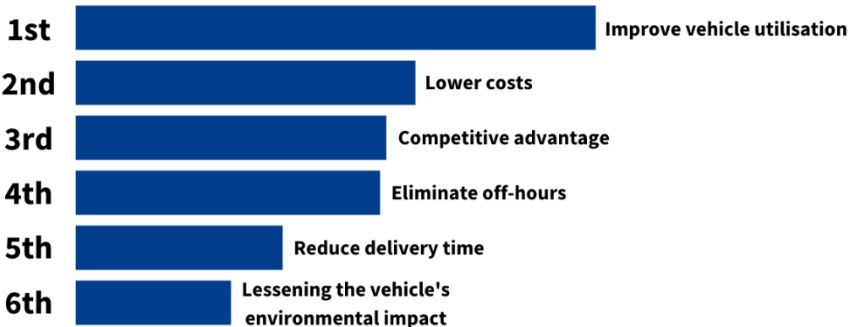 1st
Improve vehicle utilisation
2nd
Lower costs
3rd
Competitive advantage
4th
Eliminate off-hours
5th
Reduce delivery time
6th
Lessening the vehicle's
environmental impact